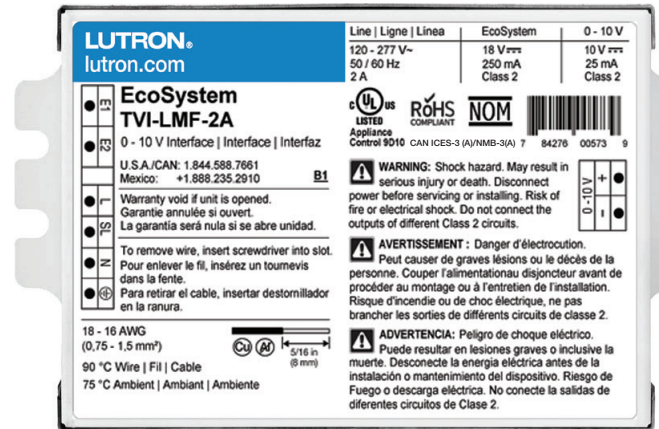 LUTRON®
lutron.com
Line | Ligne | Linea
120 - 277 V~
50 / 60 Hz
2 A
EcoSystem
18 V
250 mA
Class 2
0 - 10 V
10 V
25 mA
Class 2
E1
E2
L
SL
N
EcoSystem
TVI-LMF-2A
0 - 10 V Interface | Interface | Interfaz
U.S.A./CAN: 1.844.588.7661
Mexico: +1.888.235.2910 B1
Warranty void if unit is opened.
Garantie annulée si ouvert.
La garantía será nula si se abre unidad.
To remove wire, insert screwdriver into slot.
Pour enlever le fil, insérez un tournevis
dans la fente.
Para retirar el cable, insertar destornillador
en la ranura.
18 - 16 AWG
(0,75 - 1,5 mm²)
90 °C Wire | Fil | Cable
75 °C Ambient | Ambiant | Ambiente
Cu
5/16 in
(8 mm)
c UL us
LISTED
Appliance
Control 9D10
RoHS
COMPLIANT
NOM
CAN ICES-3 (A)/NMB-3(A)
7 84276 00573 9
WARNING: Shock hazard. May result in
serious injury or death. Disconnect
power before servicing or installing. Risk of
fire or electrical shock. Do not connect the
outputs of different Class 2 circuits.
0 -10 V
+
–
AVERTISSEMENT : Danger d'électrocution.
Peut causer de graves lésions ou le décès de la
personne. Couper l'alimentationau disjoncteur avant de
procéder au montage ou à l'entretien de l'installation.
Risque d'incendie ou de choc électrique, ne pas
brancher les sorties de différents circuits de classe 2.
ADVERTENCIA: Peligro de choque eléctrico.
Puede resultar en lesiones graves o inclusive la
muerte. Desconecte la energia eléctrica antes de la
instalación o mantenimiento del dispositivo. Riesgo de
Fuego o descarga eléctrica. No conecte la salidas de
diferentes circuitos de Clase 2.